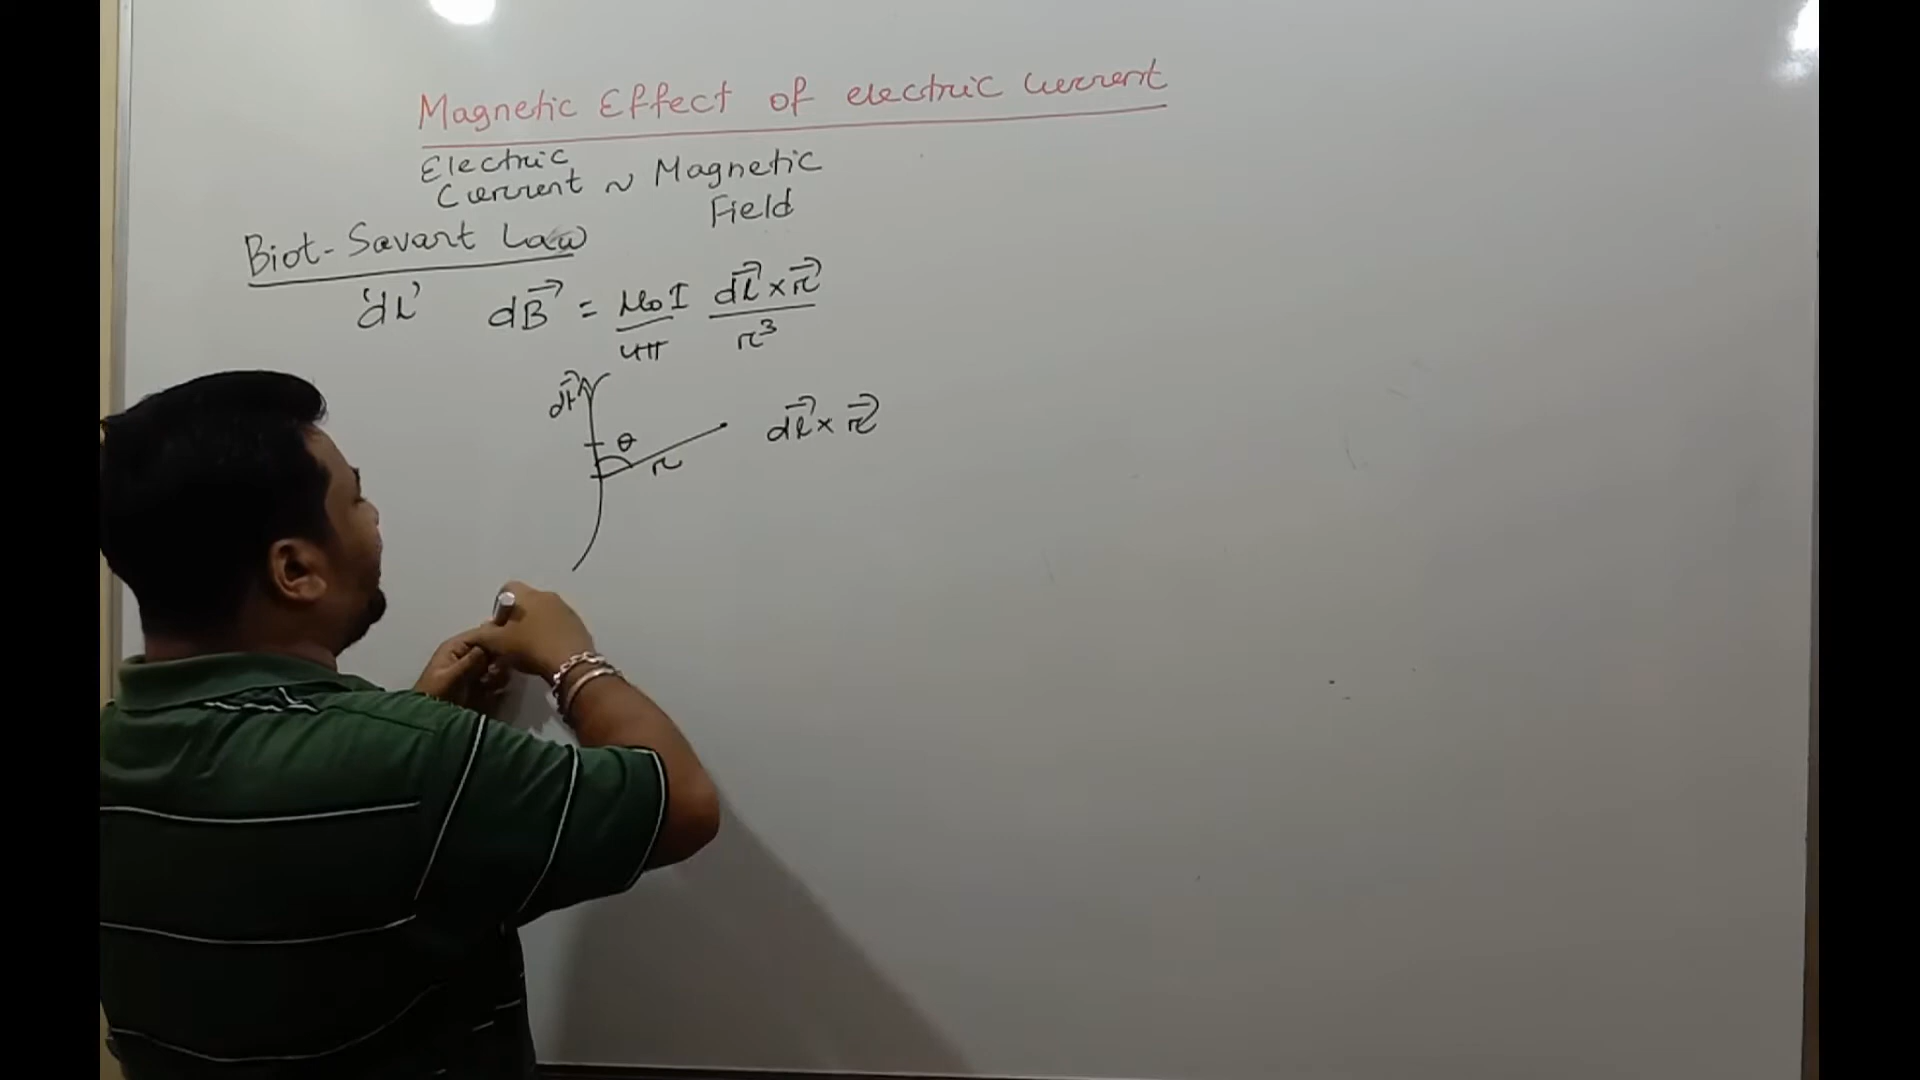 Magnetic Effect of electric current
Electric
Current ~ Magnetic
Field
Biot-Savart Law
'dl' dB⃗ = μ₀I/4π dl⃗×r⃗/r³
dl⃗
θ
r
dl⃗×r⃗